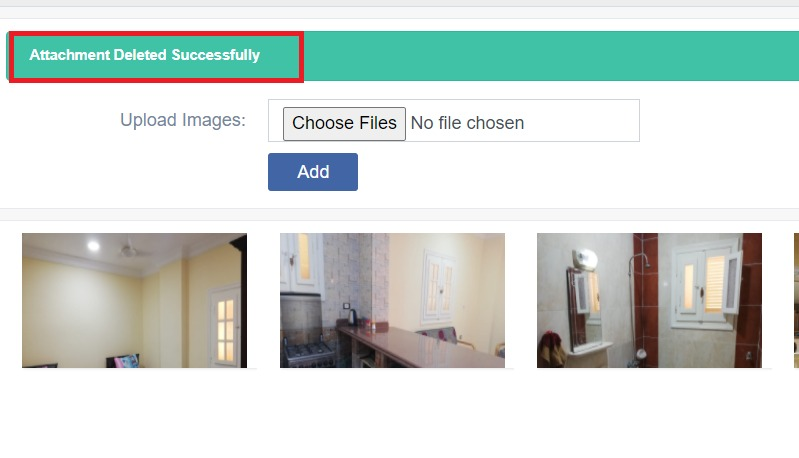 Attachment Deleted Successfully
Upload Images:
Choose Files No file chosen
Add